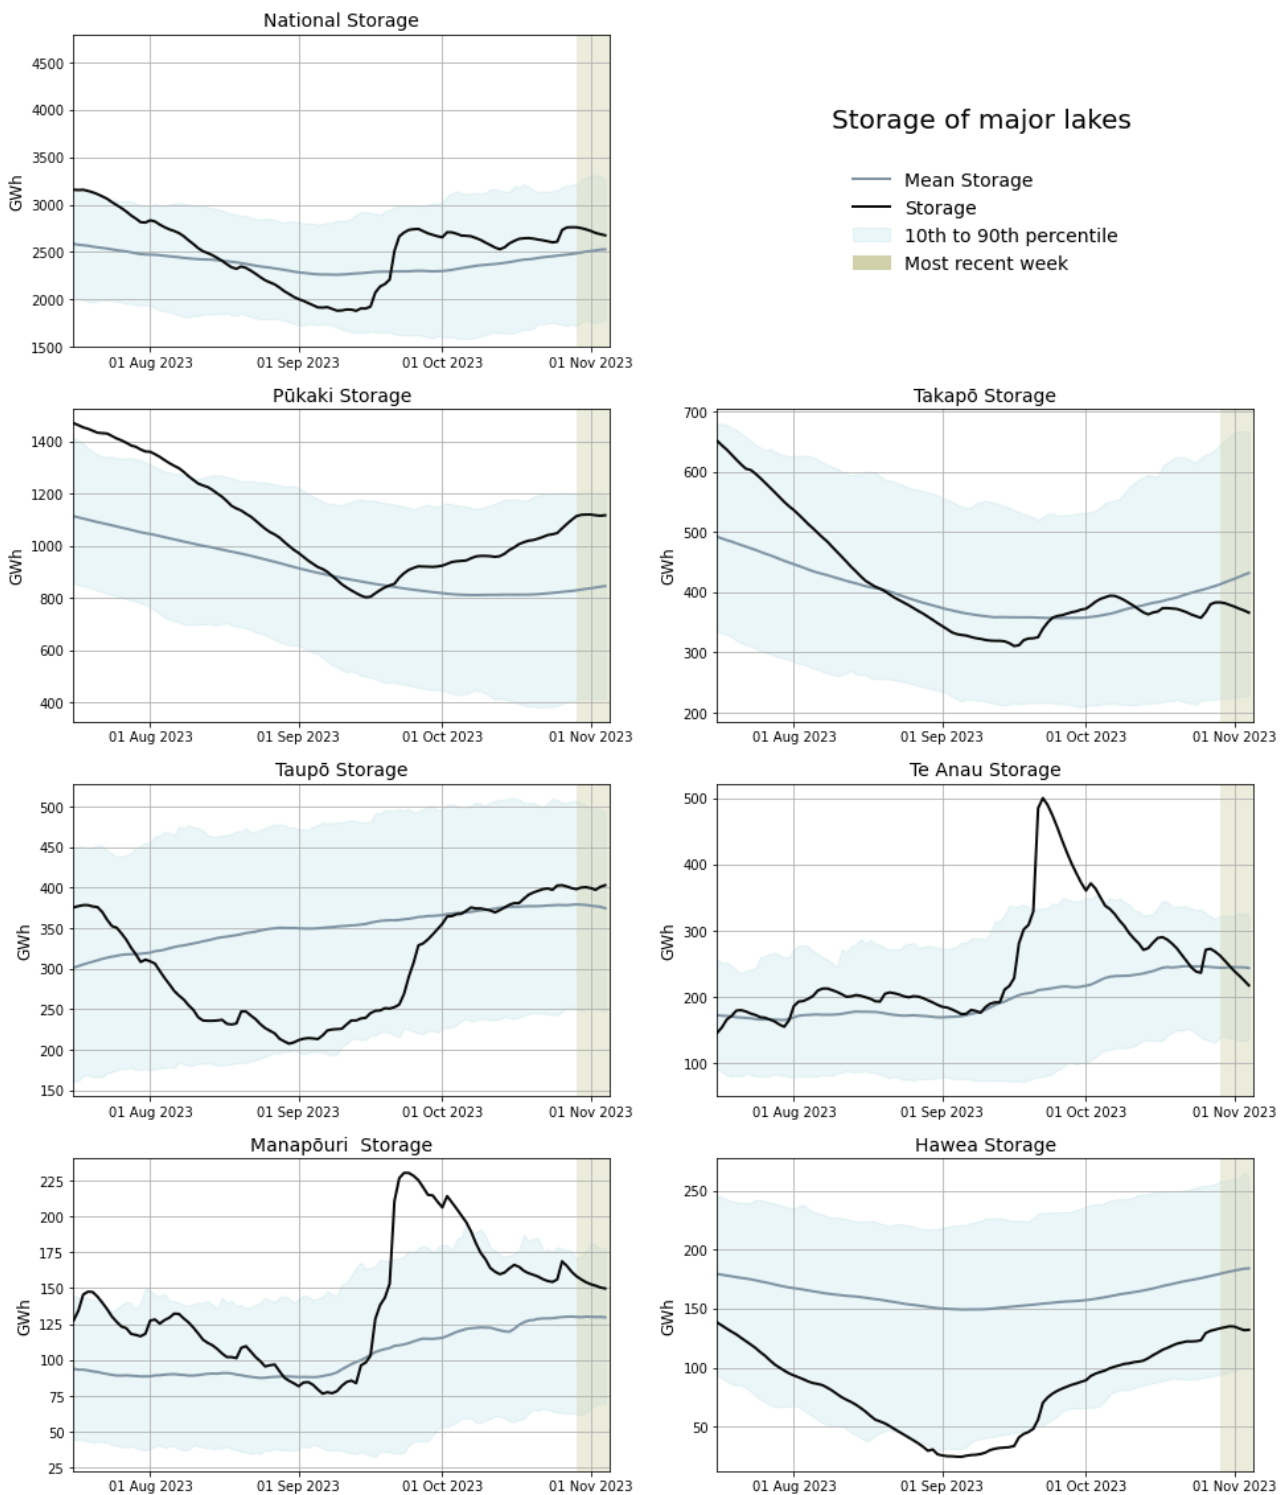 National Storage
GWh
4500
4000
3500
3000
2500
2000
1500
01 Aug 2023 01 Sep 2023 01 Oct 2023 01 Nov 2023
Storage of major lakes
Mean Storage
Storage
10th to 90th percentile
Most recent week
Pūkaki Storage
GWh
1400
1200
1000
800
600
400
01 Aug 2023 01 Sep 2023 01 Oct 2023 01 Nov 2023
Takapō Storage
GWh
700
600
500
400
300
200
01 Aug 2023 01 Sep 2023 01 Oct 2023 01 Nov 2023
Taupō Storage
GWh
500
450
400
350
300
250
200
150
01 Aug 2023 01 Sep 2023 01 Oct 2023 01 Nov 2023
Te Anau Storage
GWh
500
400
300
200
100
01 Aug 2023 01 Sep 2023 01 Oct 2023 01 Nov 2023
Manapōuri  Storage
GWh
225
200
175
150
125
100
75
50
25
01 Aug 2023 01 Sep 2023 01 Oct 2023 01 Nov 2023
Hawea Storage
GWh
250
200
150
100
50
01 Aug 2023 01 Sep 2023 01 Oct 2023 01 Nov 2023